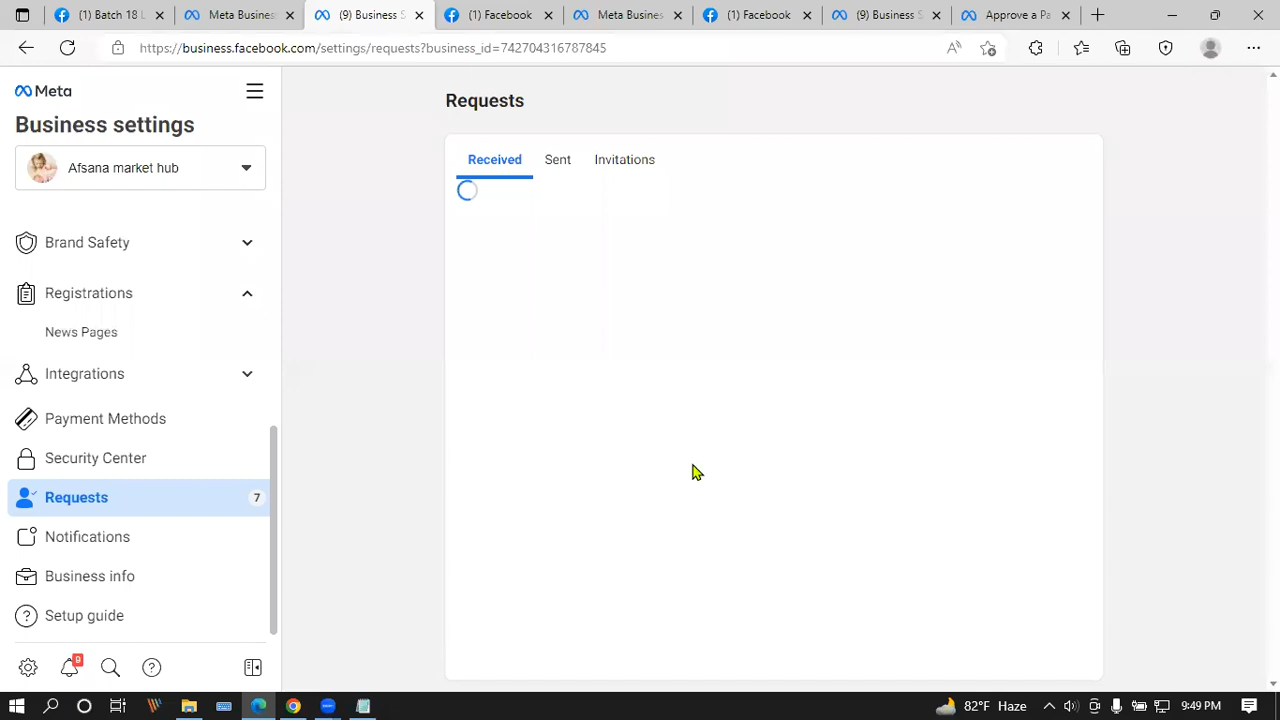 (1) Batch 18 L
Meta Busines
(9) Business S
(1) Facebook
Meta Busines
(1) Facebook
(9) Business S
Approve a Pa
https://business.facebook.com/settings/requests?business_id=742704316787845
Meta
Business settings
Afsana market hub
Brand Safety
Registrations
News Pages
Integrations
Payment Methods
Security Center
Requests
7
Notifications
Business info
Setup guide
Requests
Received
Sent
Invitations
82°F Haze
9:49 PM